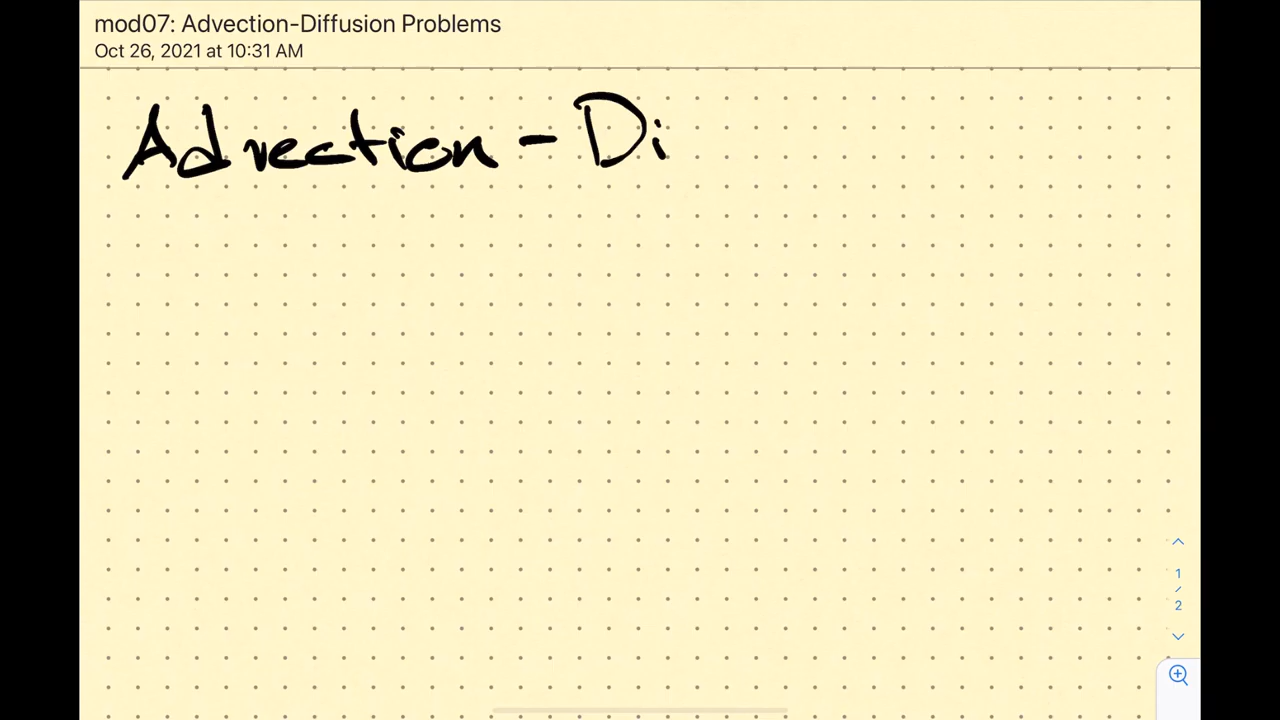 mod07: Advection-Diffusion Problems
Oct 26, 2021 at 10:31 AM
Advection - Di
1
/
2